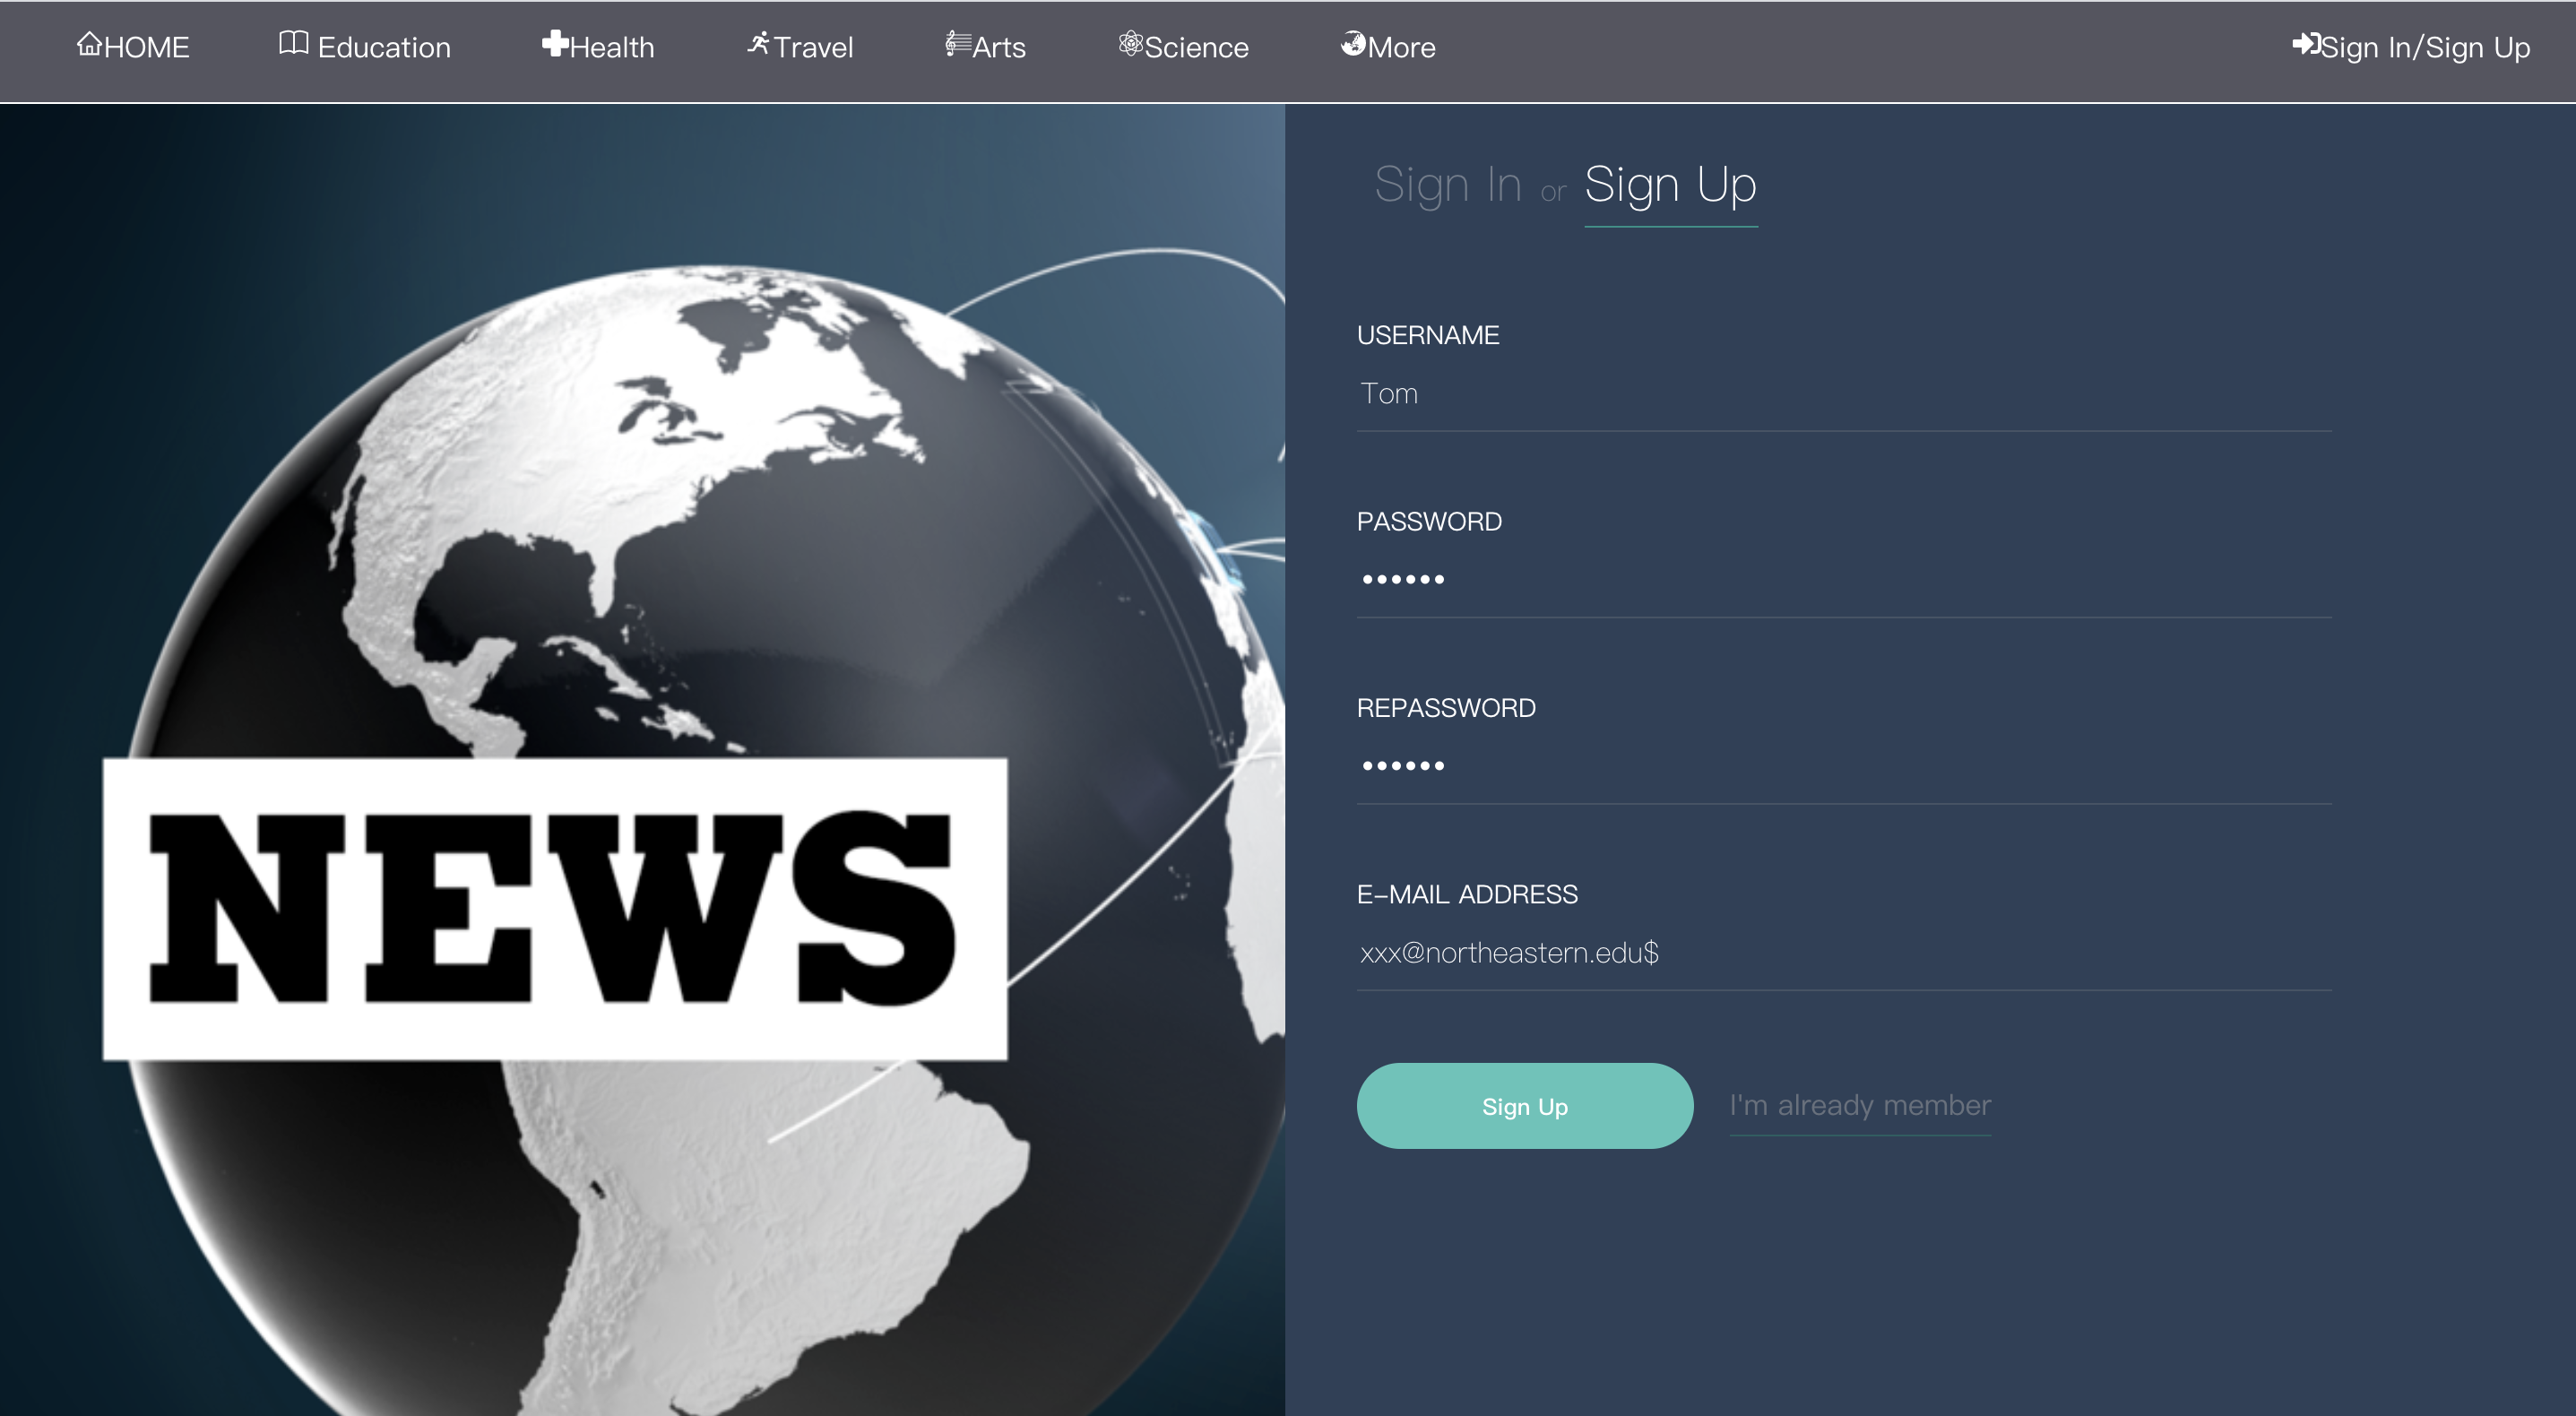 HOME Education Health Travel Arts Science More Sign In/Sign Up
Sign In or Sign Up
USERNAME
Tom
PASSWORD
••••••
REPASSWORD
••••••
E-MAIL ADDRESS
xxx@northeastern.edu$
Sign Up I'm already member
NEWS